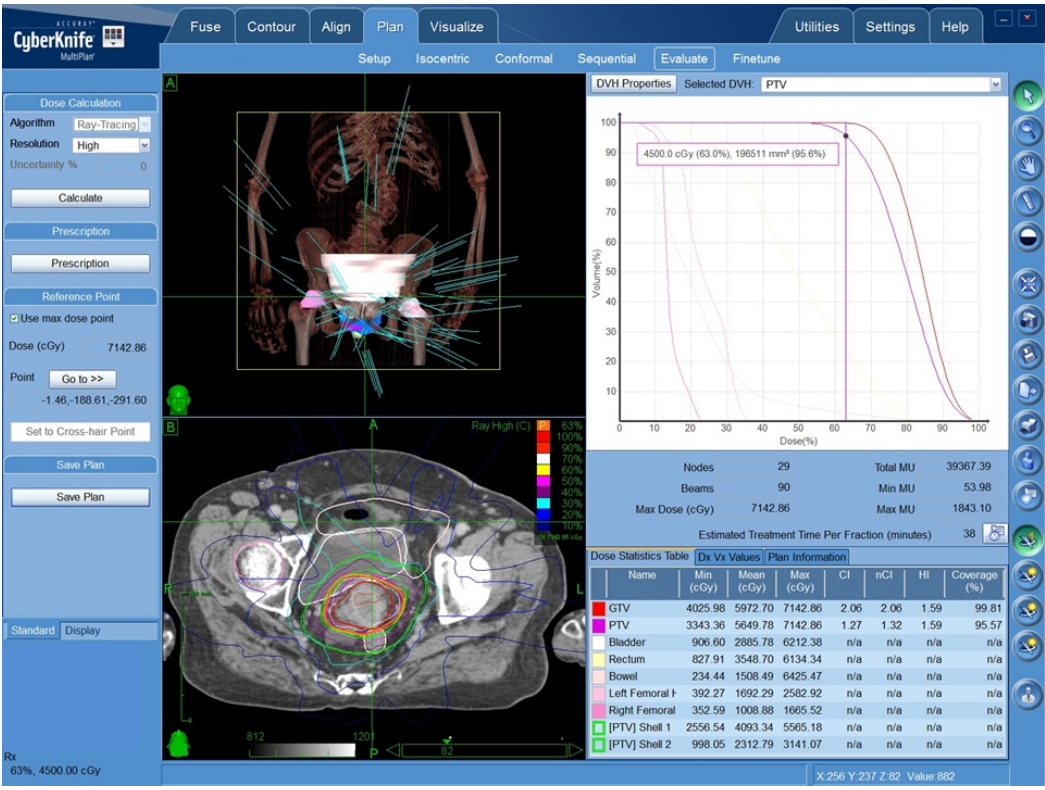 ACCURAY
CyberKnife
MultiPlan
Fuse Contour Align Plan Visualize Utilities Settings Help
Setup Isocentric Conformal Sequential Evaluate Finetune
Dose Calculation
Algorithm Ray-Tracing
Resolution High
Uncertainty % 0
Calculate
Prescription
Prescription
Reference Point
Use max dose point
Dose (cGy) 7142.86
Point Go to >>
-1.46,-188.61,-291.60
Set to Cross-hair Point
Save Plan
Save Plan
Standard Display
Rx
63%, 4500.00 cGy
A
B
A
R
L
P
Ray High (C) P 63%
100%
90%
70%
60%
50%
40%
30%
20%
10%
Of 7142.86 cGy
812 1201
82
DVH Properties Selected DVH: PTV
4500.0 cGy (63.0%), 196511 mm³ (95.6%)
Volume(%)
100
90
80
70
60
50
40
30
20
10
0 10 20 30 40 50 60 70 80 90 100
Dose(%)
Nodes 29 Total MU 39367.39
Beams 90 Min MU 53.98
Max Dose (cGy) 7142.86 Max MU 1843.10
Estimated Treatment Time Per Fraction (minutes) 38
Dose Statistics Table Dx Vx Values Plan Information
Name Min (cGy) Mean (cGy) Max (cGy) CI nCI HI Coverage (%)
GTV 4025.98 5972.70 7142.86 2.06 2.06 1.59 99.81
PTV 3343.36 5649.78 7142.86 1.27 1.32 1.59 95.57
Bladder 906.60 2885.78 6212.38 n/a n/a n/a n/a
Rectum 827.91 3548.70 6134.34 n/a n/a n/a n/a
Bowel 234.44 1508.49 6425.47 n/a n/a n/a n/a
Left Femoral H 392.27 1692.29 2582.92 n/a n/a n/a n/a
Right Femoral 352.59 1008.88 1665.52 n/a n/a n/a n/a
[PTV] Shell 1 2556.54 4093.34 5565.18 n/a n/a n/a n/a
[PTV] Shell 2 998.05 2312.79 3141.07 n/a n/a n/a n/a
X:256 Y:237 Z:82 Value:882